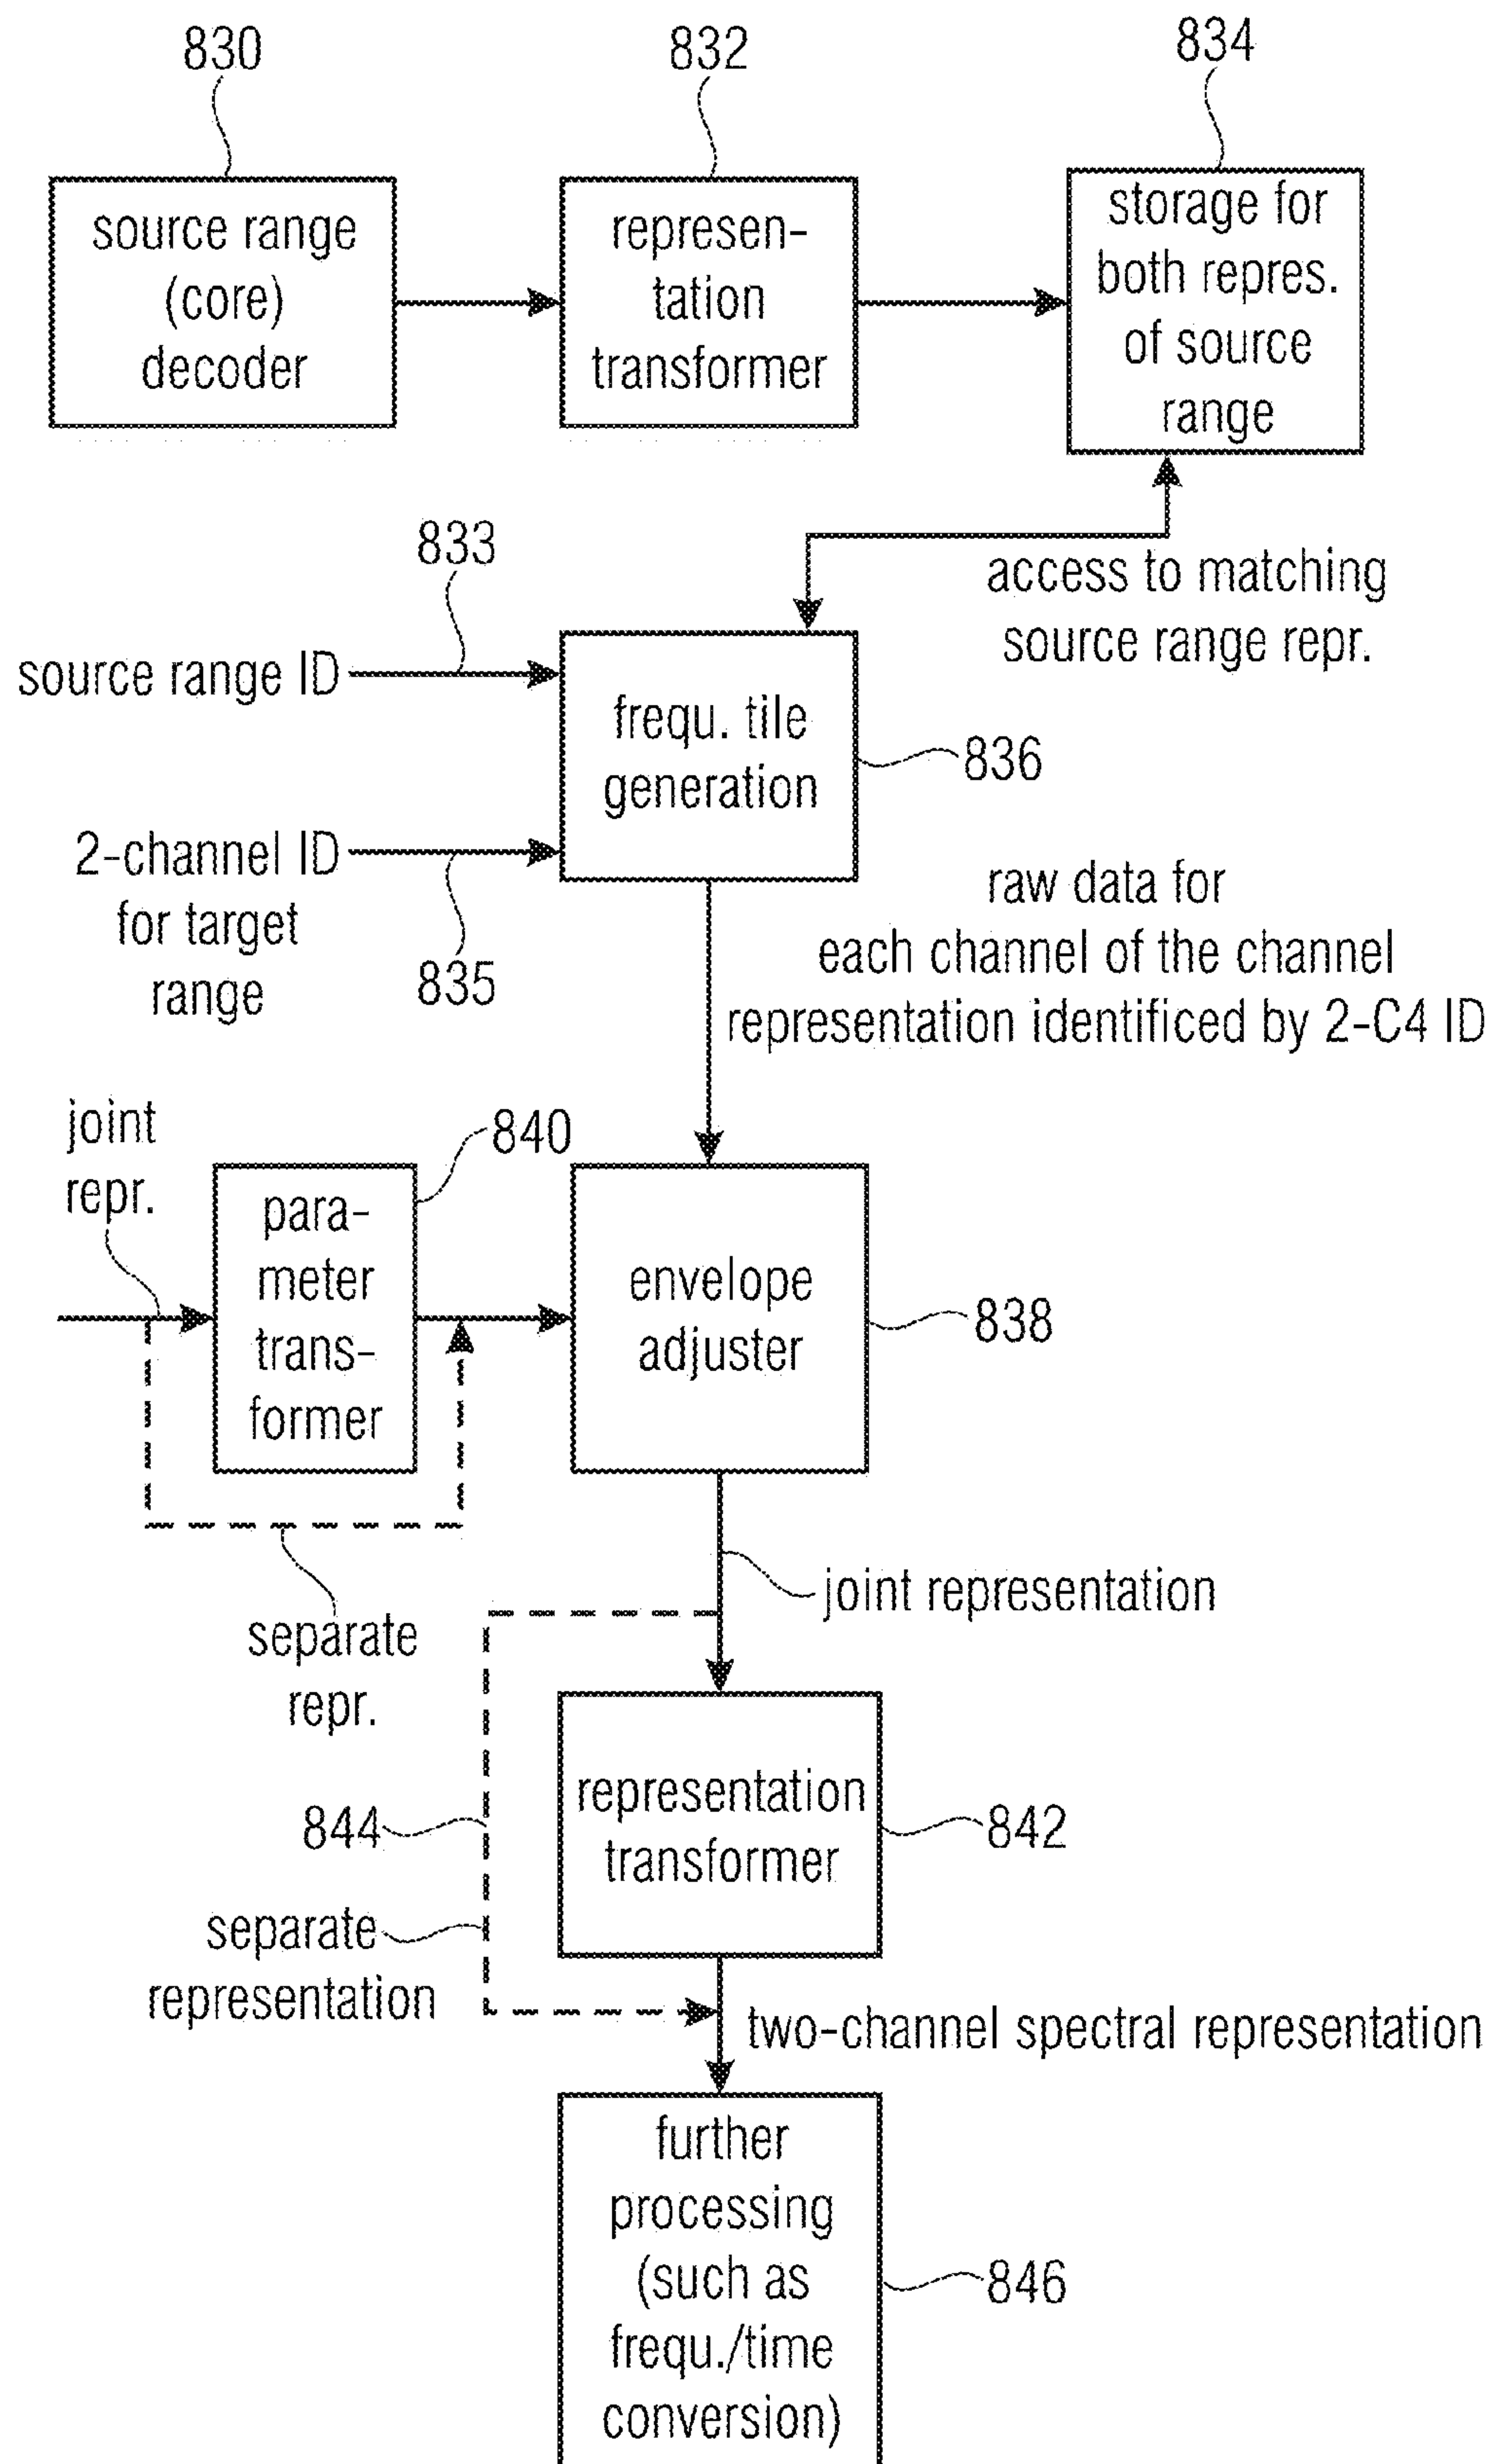 830
832
834
source range
(core)
decoder
represen-
tation
transformer
storage for
both repres.
of source
range
833
access to matching
source range repr.
source range ID
frequ. tile
generation
836
2-channel ID
for target
range
835
raw data for
each channel of the channel
representation identificed by 2-C4 ID
joint
repr.
840
para-
meter
trans-
former
envelope
adjuster
838
separate
repr.
joint representation
844
representation
transformer
842
separate
representation
two-channel spectral representation
further
processing
(such as
frequ./time
conversion)
846